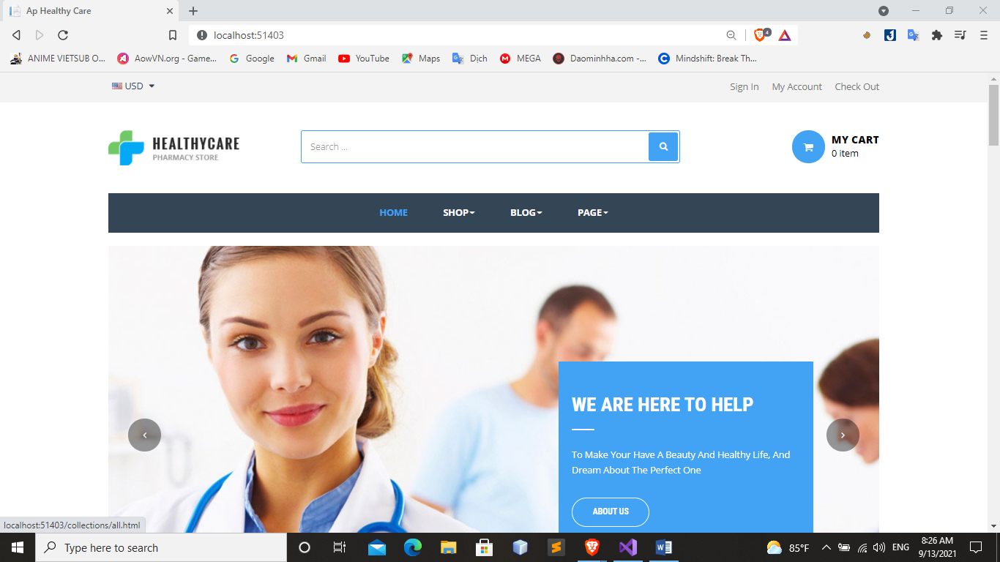 Ap Healthy Care
localhost:51403
4
ANIME VIETSUB O...
AowVN.org - Game...
Google
Gmail
YouTube
Maps
Dịch
MEGA
Daominhha.com -...
Mindshift: Break Th...
USD
Sign In
My Account
Check Out
HEALTHYCARE
PHARMACY STORE
Search ...
MY CART
0 item
HOME
SHOP
BLOG
PAGE
WE ARE HERE TO HELP
To Make Your Have A Beauty And Healthy Life, And
Dream About The Perfect One
ABOUT US
localhost:51403/collections/all.html
Type here to search
85°F
ENG
8:26 AM
9/13/2021